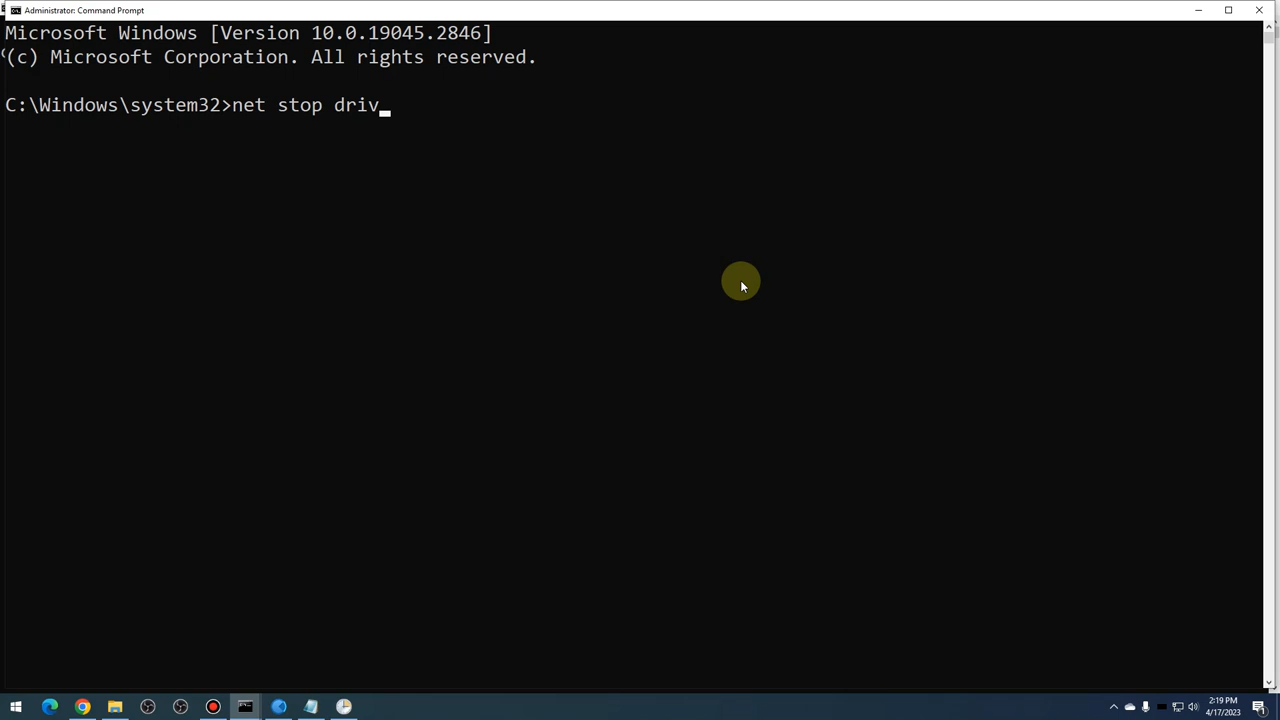 Administrator: Command Prompt
Microsoft Windows [Version 10.0.19045.2846]
(c) Microsoft Corporation. All rights reserved.
C:\Windows\system32>net stop driv
2:19 PM
4/17/2023
1